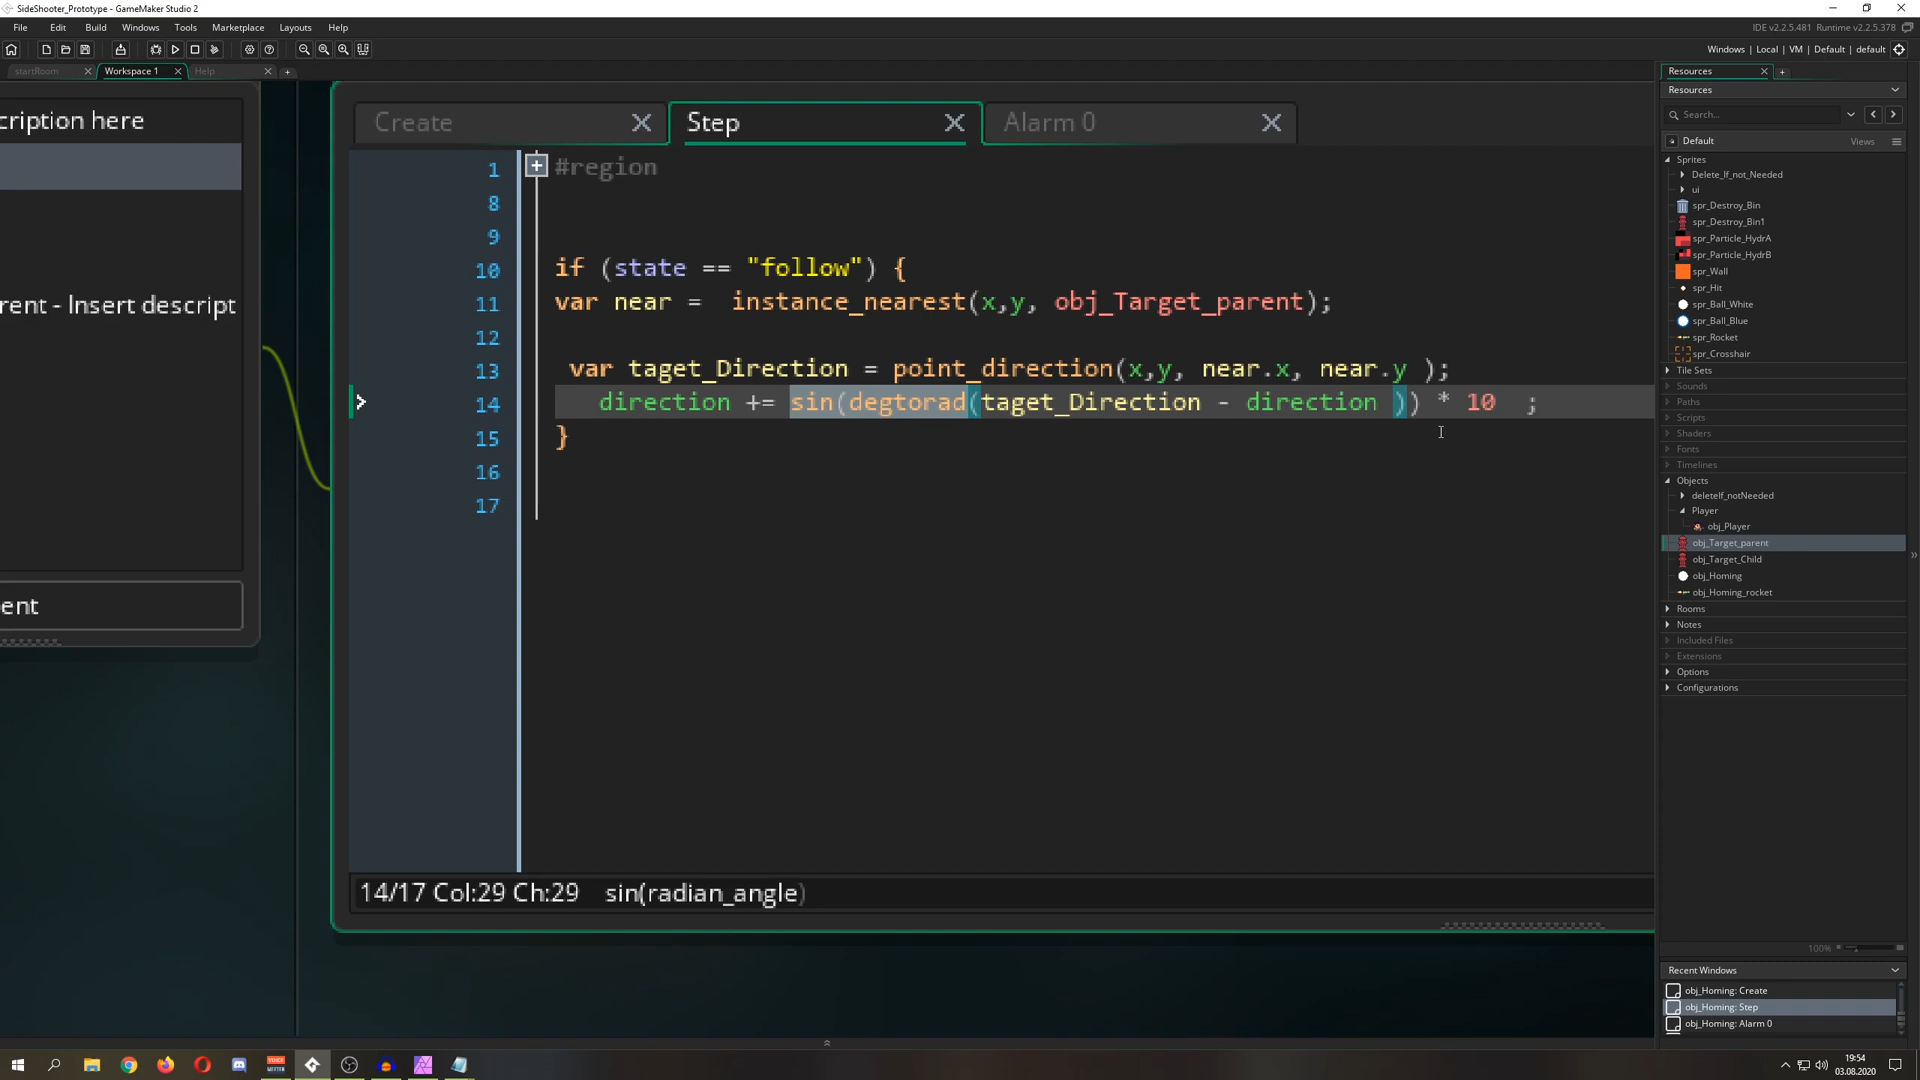 SideShooter_Prototype - GameMaker Studio 2
File Edit Build Windows Tools Marketplace Layouts Help
IDE v2.2.5.481 Runtime v2.2.5.378
Windows | Local | VM | Default | default
startRoom Workspace 1 Help
cription here
rent - Insert descript
ent
Create Step Alarm 0
1 #region
8
9
10 if (state == "follow") {
11 var near = instance_nearest(x,y, obj_Target_parent);
12
13 var taget_Direction = point_direction(x,y, near.x, near.y );
14 direction += sin(degtorad(taget_Direction - direction )) * 10 ;
15 }
16
17
14/17 Col:29 Ch:29 sin(radian_angle)
Resources
Resources
Search...
Default Views
Sprites
Delete_If_not_Needed
ui
spr_Destroy_Bin
spr_Destroy_Bin1
spr_Particle_HydrA
spr_Particle_HydrB
spr_Wall
spr_Hit
spr_Ball_White
spr_Ball_Blue
spr_Rocket
spr_Crosshair
Tile Sets
Sounds
Paths
Scripts
Shaders
Fonts
Timelines
Objects
deleteIf_notNeeded
Player
obj_Player
obj_Target_parent
obj_Target_Child
obj_Homing
obj_Homing_rocket
Rooms
Notes
Included Files
Extensions
Options
Configurations
100%
Recent Windows
obj_Homing: Create
obj_Homing: Step
obj_Homing: Alarm 0
19:54
03.08.2020